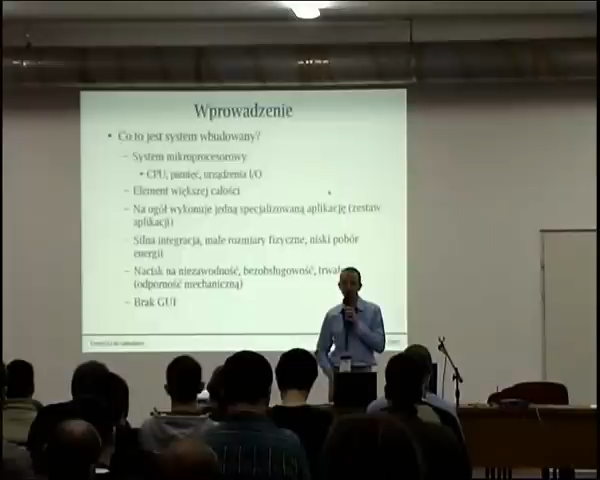 Wprowadzenie
• Co to jest system wbudowany?
– System mikroprocesorowy
• CPU, pamięć, urządzenia I/O
– Element większej całości
– Na ogół wykonuje jedną specjalizowaną aplikację (zestaw
aplikacji)
– Silna integracja, małe rozmiary fizyczne, niski pobór
energii
– Nacisk na niezawodność, bezobsługowość,
(odporność mechaniczną)
– Brak GUI